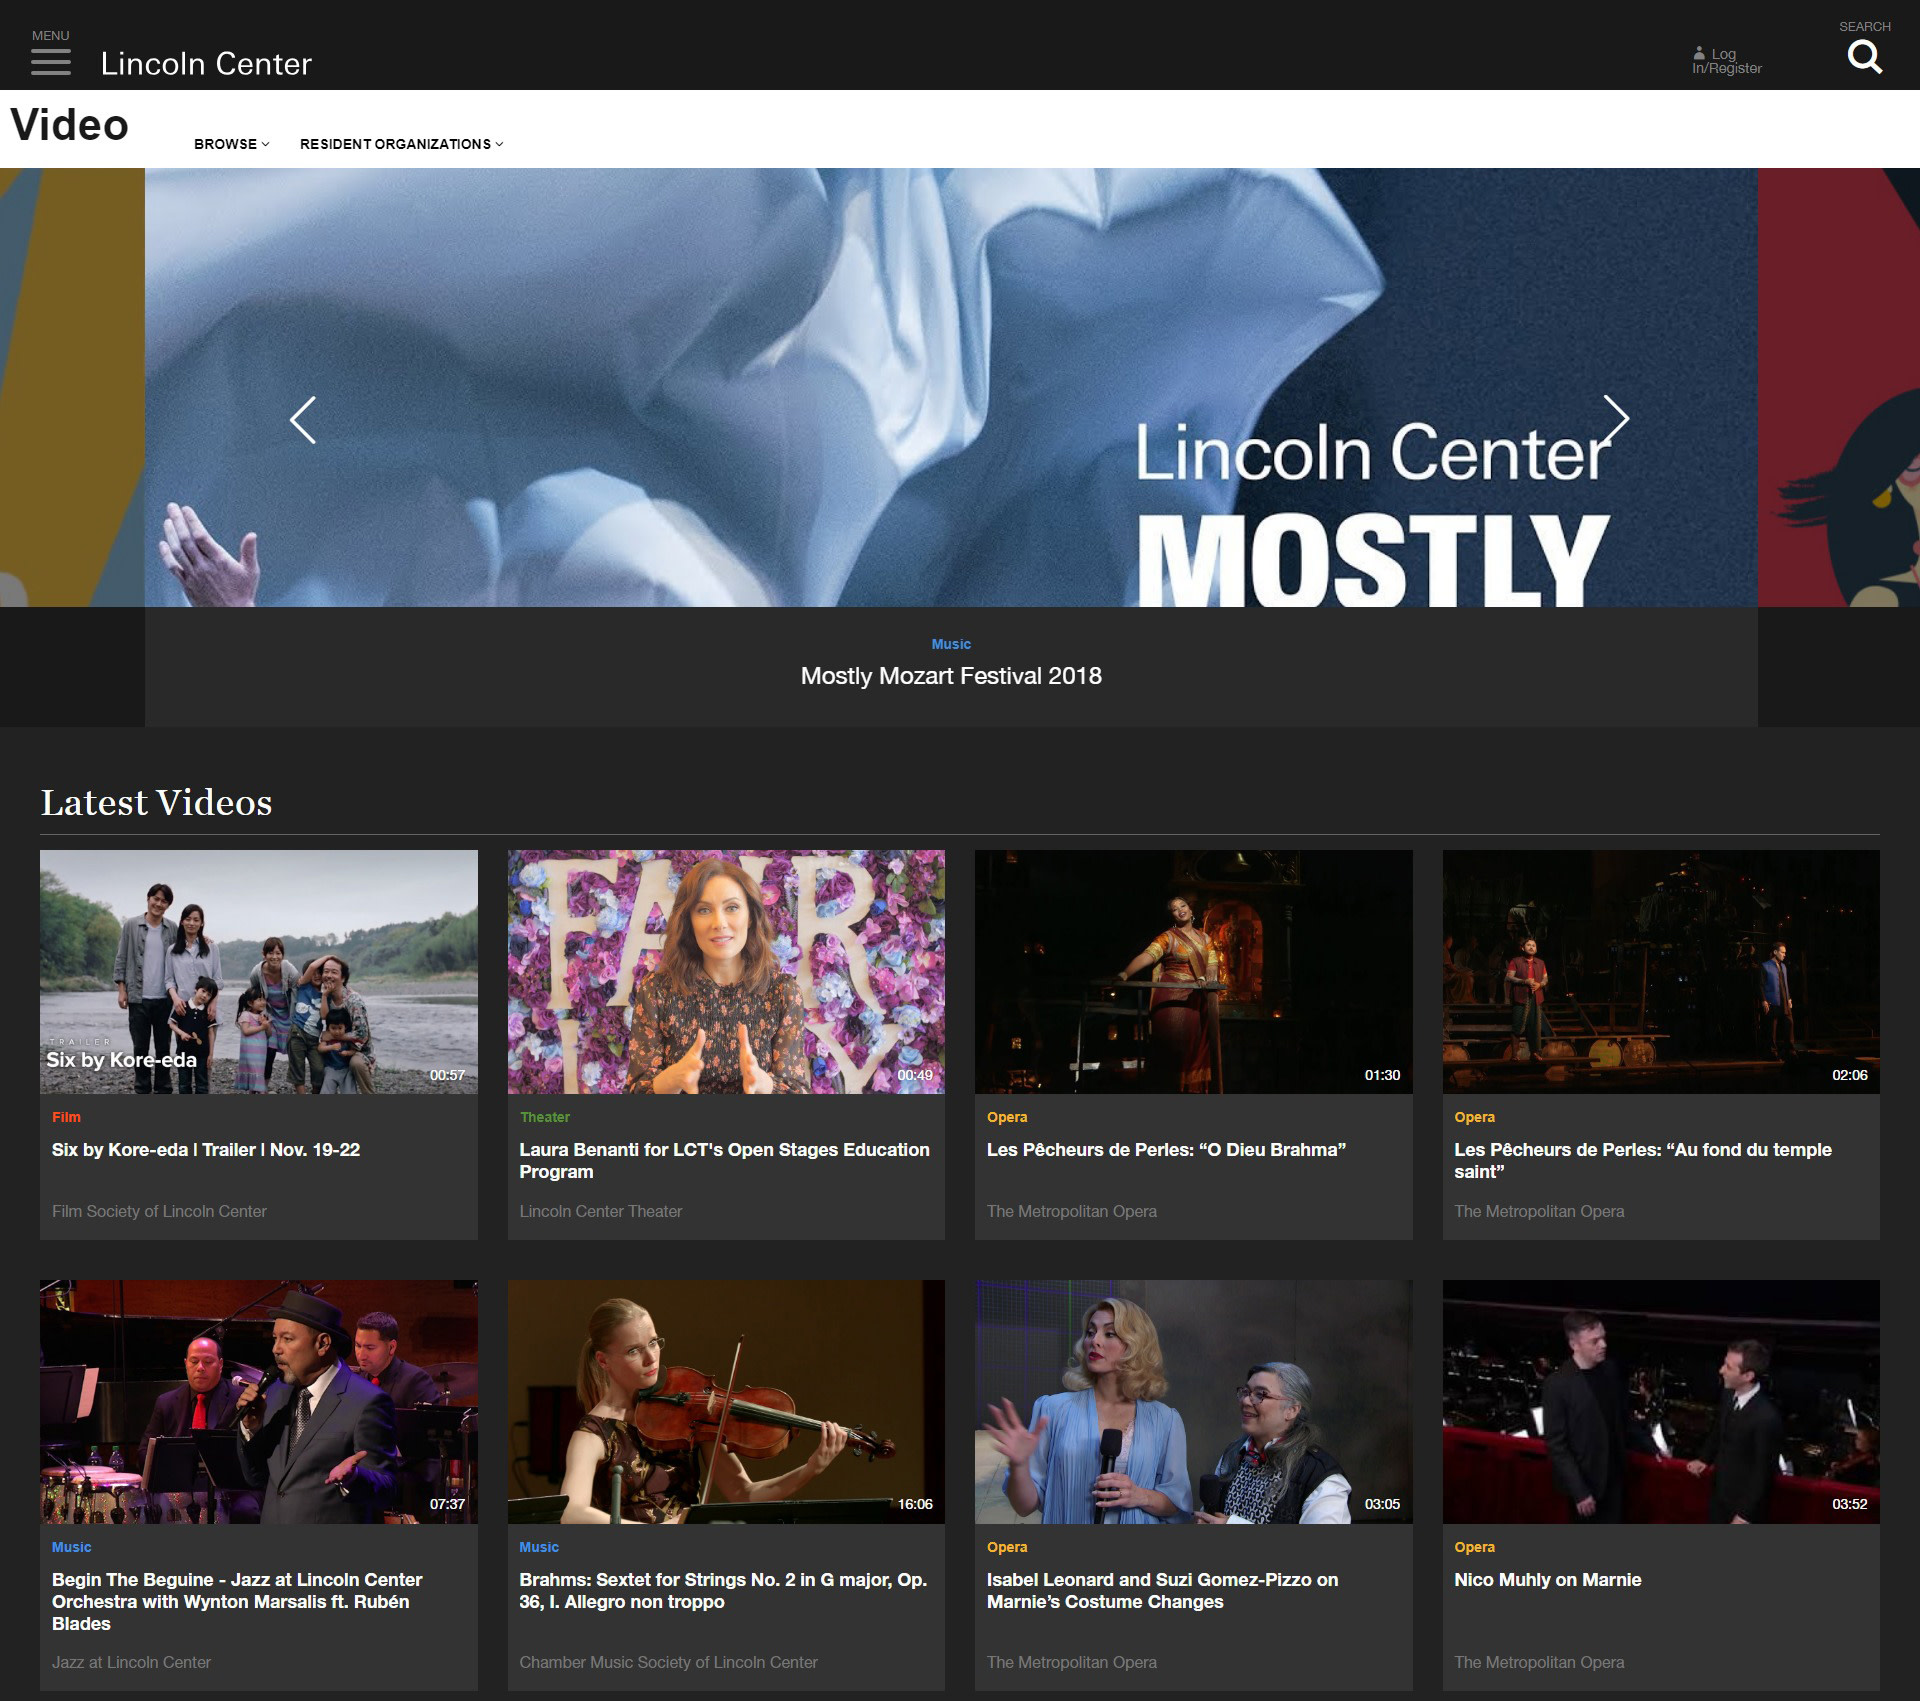 MENU
Lincoln Center
Log
In/Register
SEARCH
Video
BROWSE
RESIDENT ORGANIZATIONS
Lincoln Center
MOSTLY
Music
Mostly Mozart Festival 2018
Latest Videos
TRAILER
Six by Kore-eda
00:57
Film
Six by Kore-eda | Trailer | Nov. 19-22
Film Society of Lincoln Center
FAIR
00:49
Theater
Laura Benanti for LCT's Open Stages Education
Program
Lincoln Center Theater
01:30
Opera
Les Pêcheurs de Perles: “O Dieu Brahma”
The Metropolitan Opera
02:06
Opera
Les Pêcheurs de Perles: “Au fond du temple
saint”
The Metropolitan Opera
07:37
Music
Begin The Beguine - Jazz at Lincoln Center
Orchestra with Wynton Marsalis ft. Rubén
Blades
Jazz at Lincoln Center
16:06
Music
Brahms: Sextet for Strings No. 2 in G major, Op.
36, I. Allegro non troppo
Chamber Music Society of Lincoln Center
03:05
Opera
Isabel Leonard and Suzi Gomez-Pizzo on
Marnie’s Costume Changes
The Metropolitan Opera
03:52
Opera
Nico Muhly on Marnie
The Metropolitan Opera